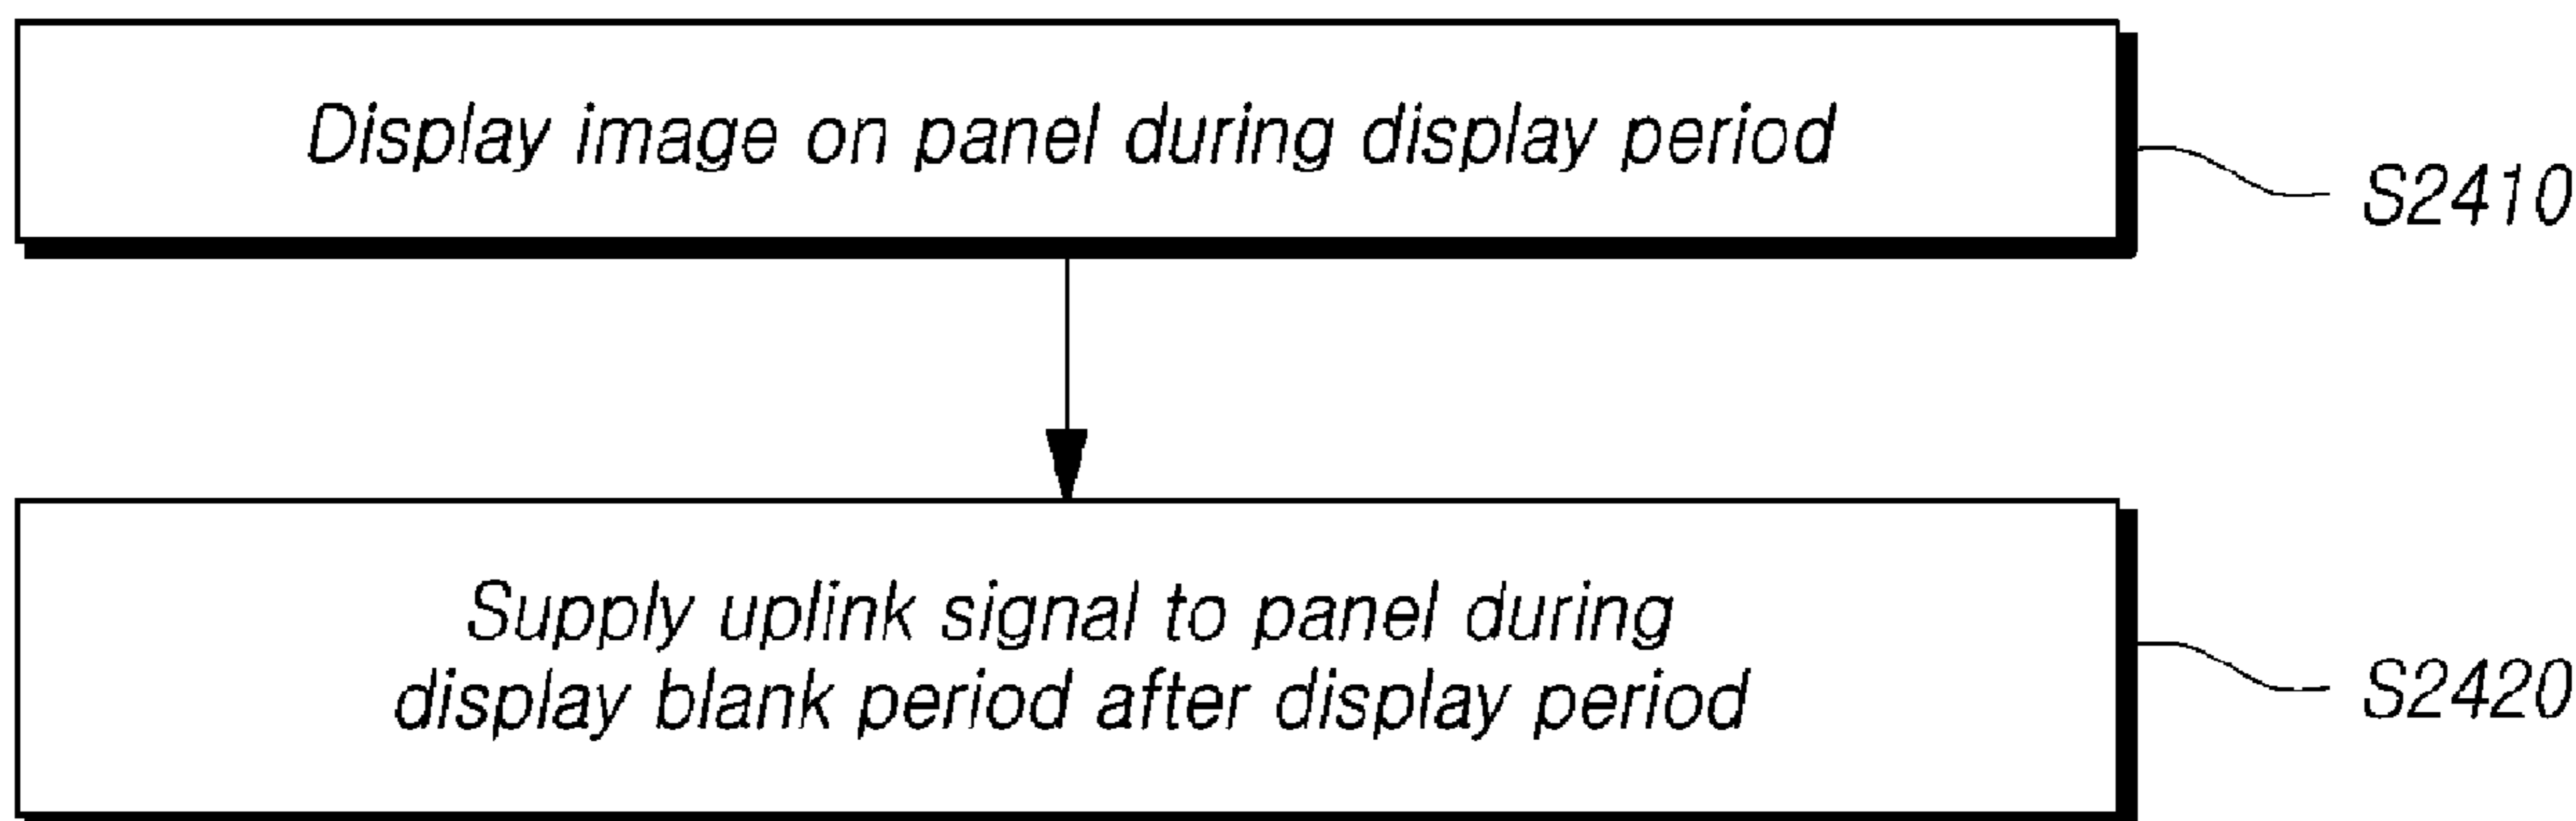 Display image on panel during display period
S2410
Supply uplink signal to panel during
display blank period after display period
S2420